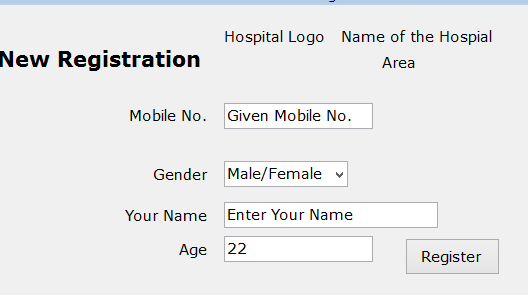 Hospital Logo Name of the Hospial
New Registration
Area
Mobile No. Given Mobile No.
Gender Male/Female
Your Name Enter Your Name
Age 22
Register